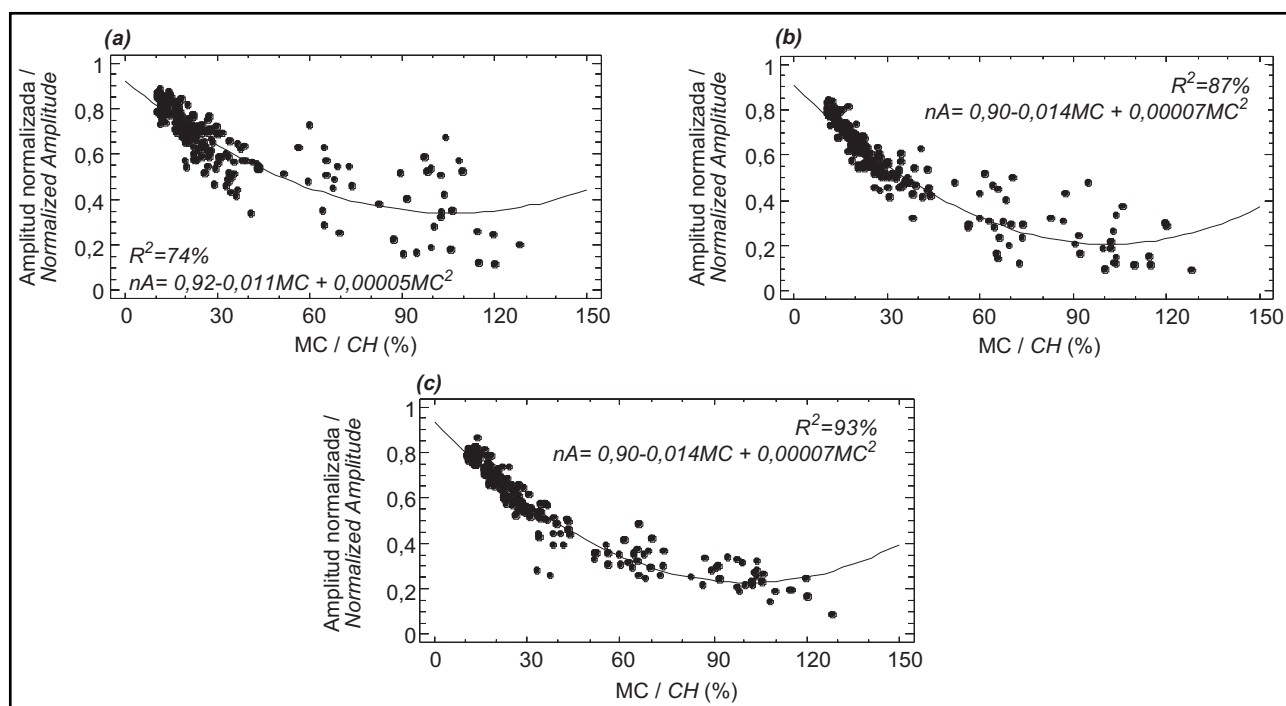 (a)
Amplitud normalizada /
Normalized Amplitude
1
0,8
0,6
0,4
0,2
0
R²=74%
nA= 0,92-0,011MC + 0,00005MC²
0 30 60 90 120 150
MC / CH (%)
(b)
Amplitud normalizada /
Normalized Amplitude
1
0,8
0,6
0,4
0,2
0
R²=87%
nA= 0,90-0,014MC + 0,00007MC²
0 30 60 90 120 150
MC / CH (%)
(c)
Amplitud normalizada /
Normalized Amplitude
1
0,8
0,6
0,4
0,2
0
R²=93%
nA= 0,90-0,014MC + 0,00007MC²
0 30 60 90 120 150
MC / CH (%)